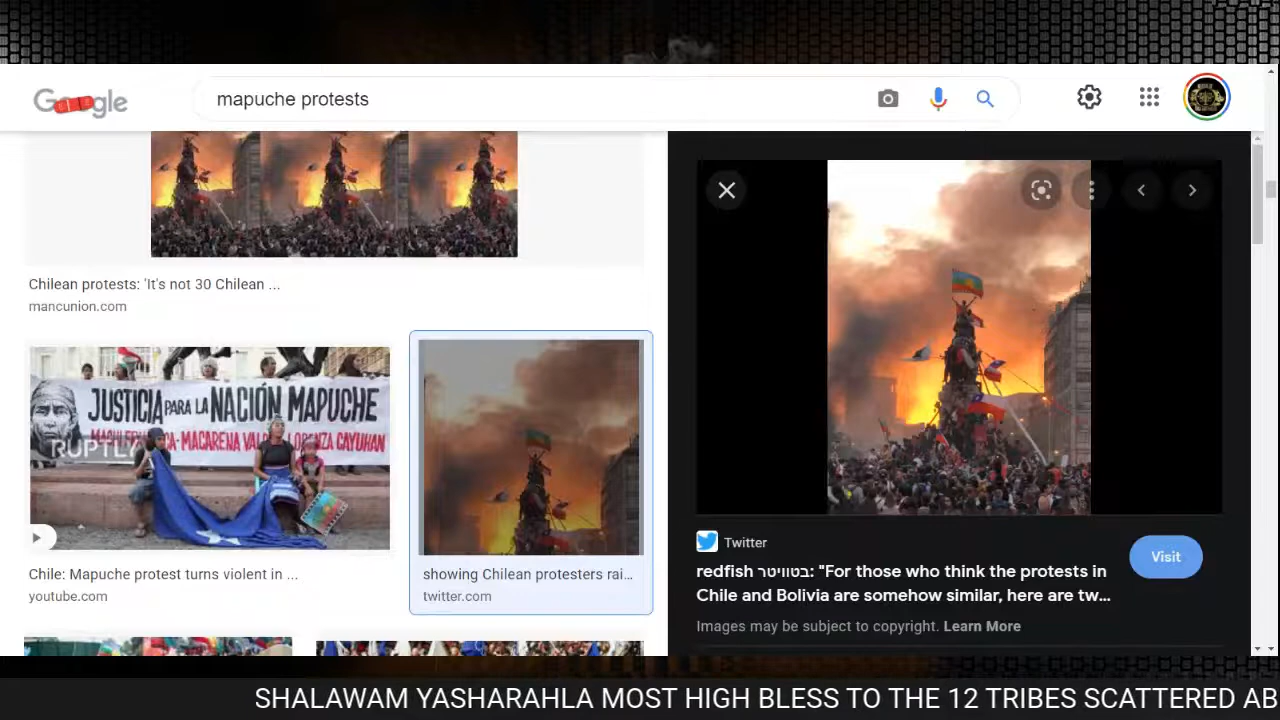 Google
mapuche protests
Chilean protests: 'It's not 30 Chilean ...
mancunion.com
JUSTICIA PARA LA NACIÓN MAPUCHE
MACARENA
LORENZA CAYUHAN
RUPTLY
Chile: Mapuche protest turns violent in ...
youtube.com
showing Chilean protesters rai...
twitter.com
Twitter
redfish בטוויטר: "For those who think the protests in
Chile and Bolivia are somehow similar, here are tw...
Visit
Images may be subject to copyright. Learn More
SHALAWAM YASHARAHLA MOST HIGH BLESS TO THE 12 TRIBES SCATTERED AB